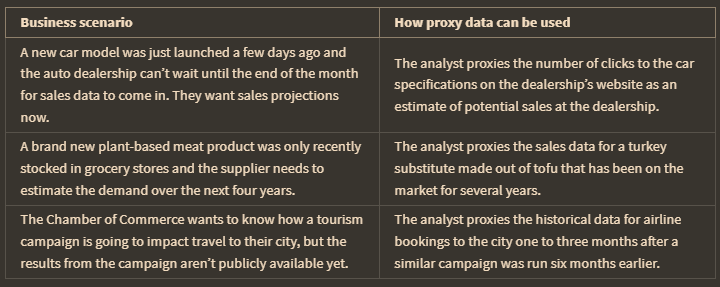 Business scenario
How proxy data can be used
A new car model was just launched a few days ago and
the auto dealership can’t wait until the end of the month
for sales data to come in. They want sales projections
now.
The analyst proxies the number of clicks to the car
specifications on the dealership’s website as an
estimate of potential sales at the dealership.
A brand new plant-based meat product was only recently
stocked in grocery stores and the supplier needs to
estimate the demand over the next four years.
The analyst proxies the sales data for a turkey
substitute made out of tofu that has been on the
market for several years.
The Chamber of Commerce wants to know how a tourism
campaign is going to impact travel to their city, but the
results from the campaign aren’t publicly available yet.
The analyst proxies the historical data for airline
bookings to the city one to three months after a
similar campaign was run six months earlier.